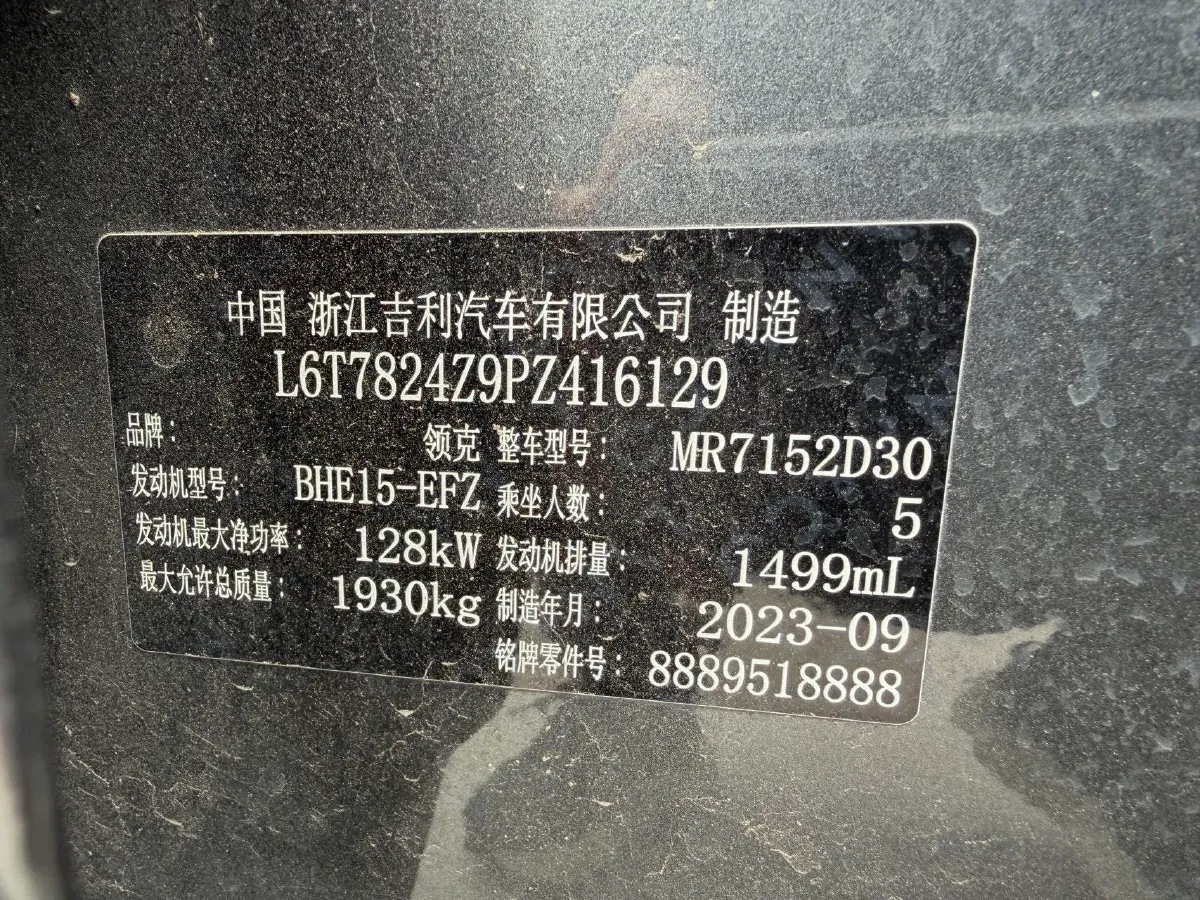 中国 浙江吉利汽车有限公司 制造
L6T7824Z9PZ416129
品牌： 领克 整车型号： MR7152D30
发动机型号： BHE15-EFZ 乘坐人数： 5
发动机最大净功率： 128kW 发动机排量： 1499mL
最大允许总质量： 1930kg 制造年月： 2023-09
铭牌零件号： 8889518888